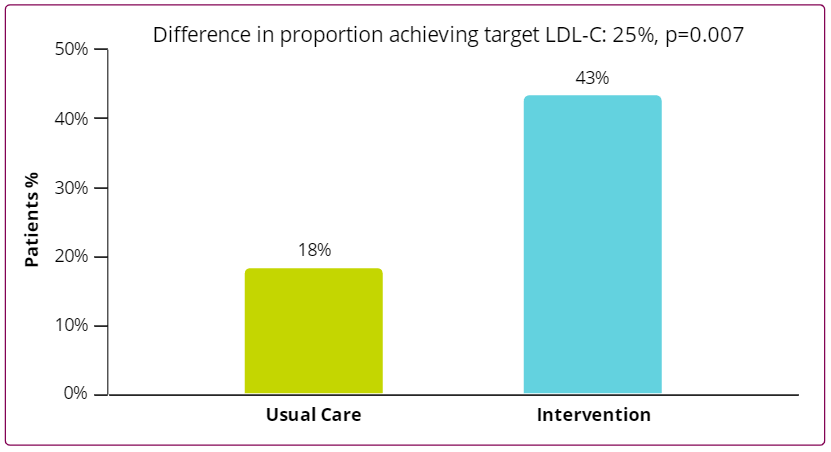 Difference in proportion achieving target LDL-C: 25%, p=0.007
50%
43%
40%
30%
Patients %
18%
20%
10%
0%
Usual Care
Intervention